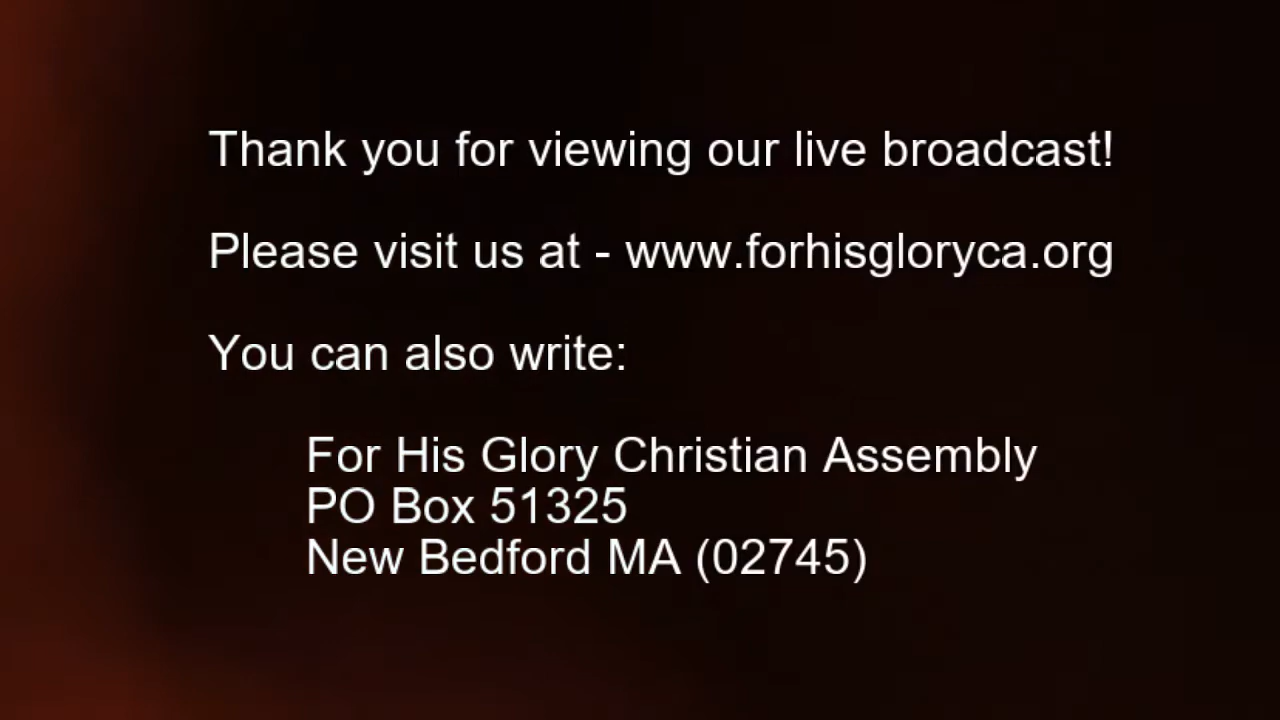 Thank you for viewing our live broadcast!
Please visit us at - www.forhisgloryca.org
You can also write:
For His Glory Christian Assembly
PO Box 51325
New Bedford MA (02745)